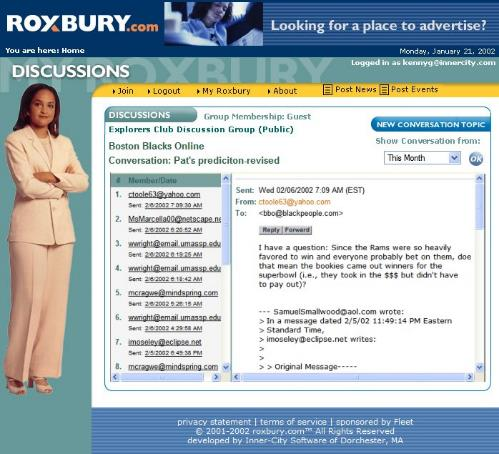 ROXBURY.com
Looking for a place to advertise?
You are here: Home
Monday, January 21, 2002
MY ROXBURY
Logged in as kennyg@innercity.com
DISCUSSIONS
Join Logout My Roxbury About Post News Post Events
DISCUSSIONS
Group Membership: Guest
NEW CONVERSATION TOPIC
Explorers Club Discussion Group (Public)
Show Conversation from:
Boston Blacks Online
This Month OK
Conversation: Pat's prediciton-revised
# Member/Date
1. ctoole63@yahoo.com
Sent: 2/6/2002 7:09:30 AM
2. MsMarcella00@netscape.ne
Sent: 2/6/2002 6:20:52 AM
3. wwright@email.umassp.edu
Sent: 2/6/2002 6:19:25 AM
4. wwright@email.umassp.edu
Sent: 2/6/2002 6:18:42 AM
5. mcragwe@mindspring.com
Sent: 2/6/2002 5:26:15 AM
6. wwright@email.umassp.edu
Sent: 2/6/2002 4:29:58 AM
7. imoseley@eclipse.net
Sent: 2/5/2002 6:49:38 PM
8. mcragwe@mindspring.com
Sent: Wed 02/06/2002 7:09 AM (EST)
From: ctoole63@yahoo.com
To: <bbo@blackpeople.com>
Reply Forward
I have a question: Since the Rams were so heavily
favored to win and everyone probably bet on them, doe
that mean the bookies came out winners for the
superbowl (i.e., they took in the $$$ but didn't have
to pay out)?
--- SamuelSmallwood@aol.com wrote:
> In a message dated 2/5/02 11:49:14 PM Eastern
> Standard Time,
> imoseley@eclipse.net writes:
>
>
> > Original Message-----
privacy statement | terms of service | sponsored by Fleet
© 2001-2002 roxbury.com™ All Rights Reserved
developed by Inner-City Software of Dorchester, MA